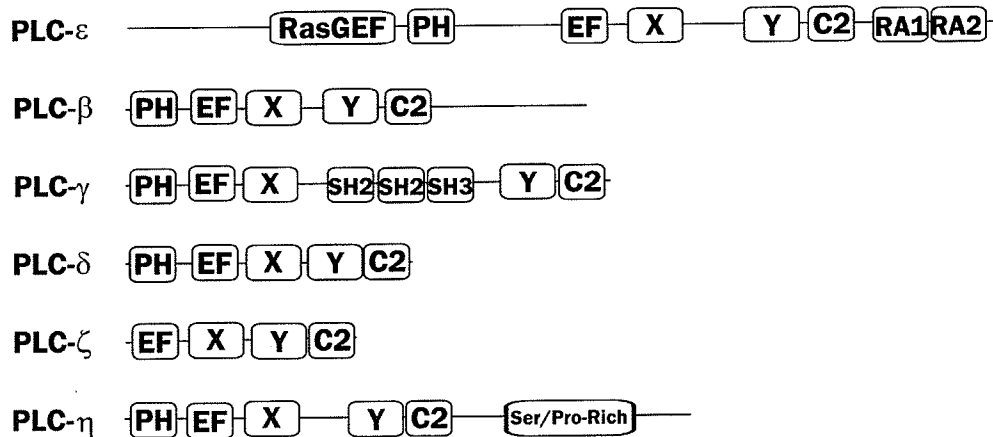 PLC-ε RasGEF PH EF X Y C2 RA1 RA2
PLC-β PH EF X Y C2
PLC-γ PH EF X SH2 SH2 SH3 Y C2
PLC-δ PH EF X Y C2
PLC-ζ EF X Y C2
PLC-η PH EF X Y C2 Ser/Pro-Rich